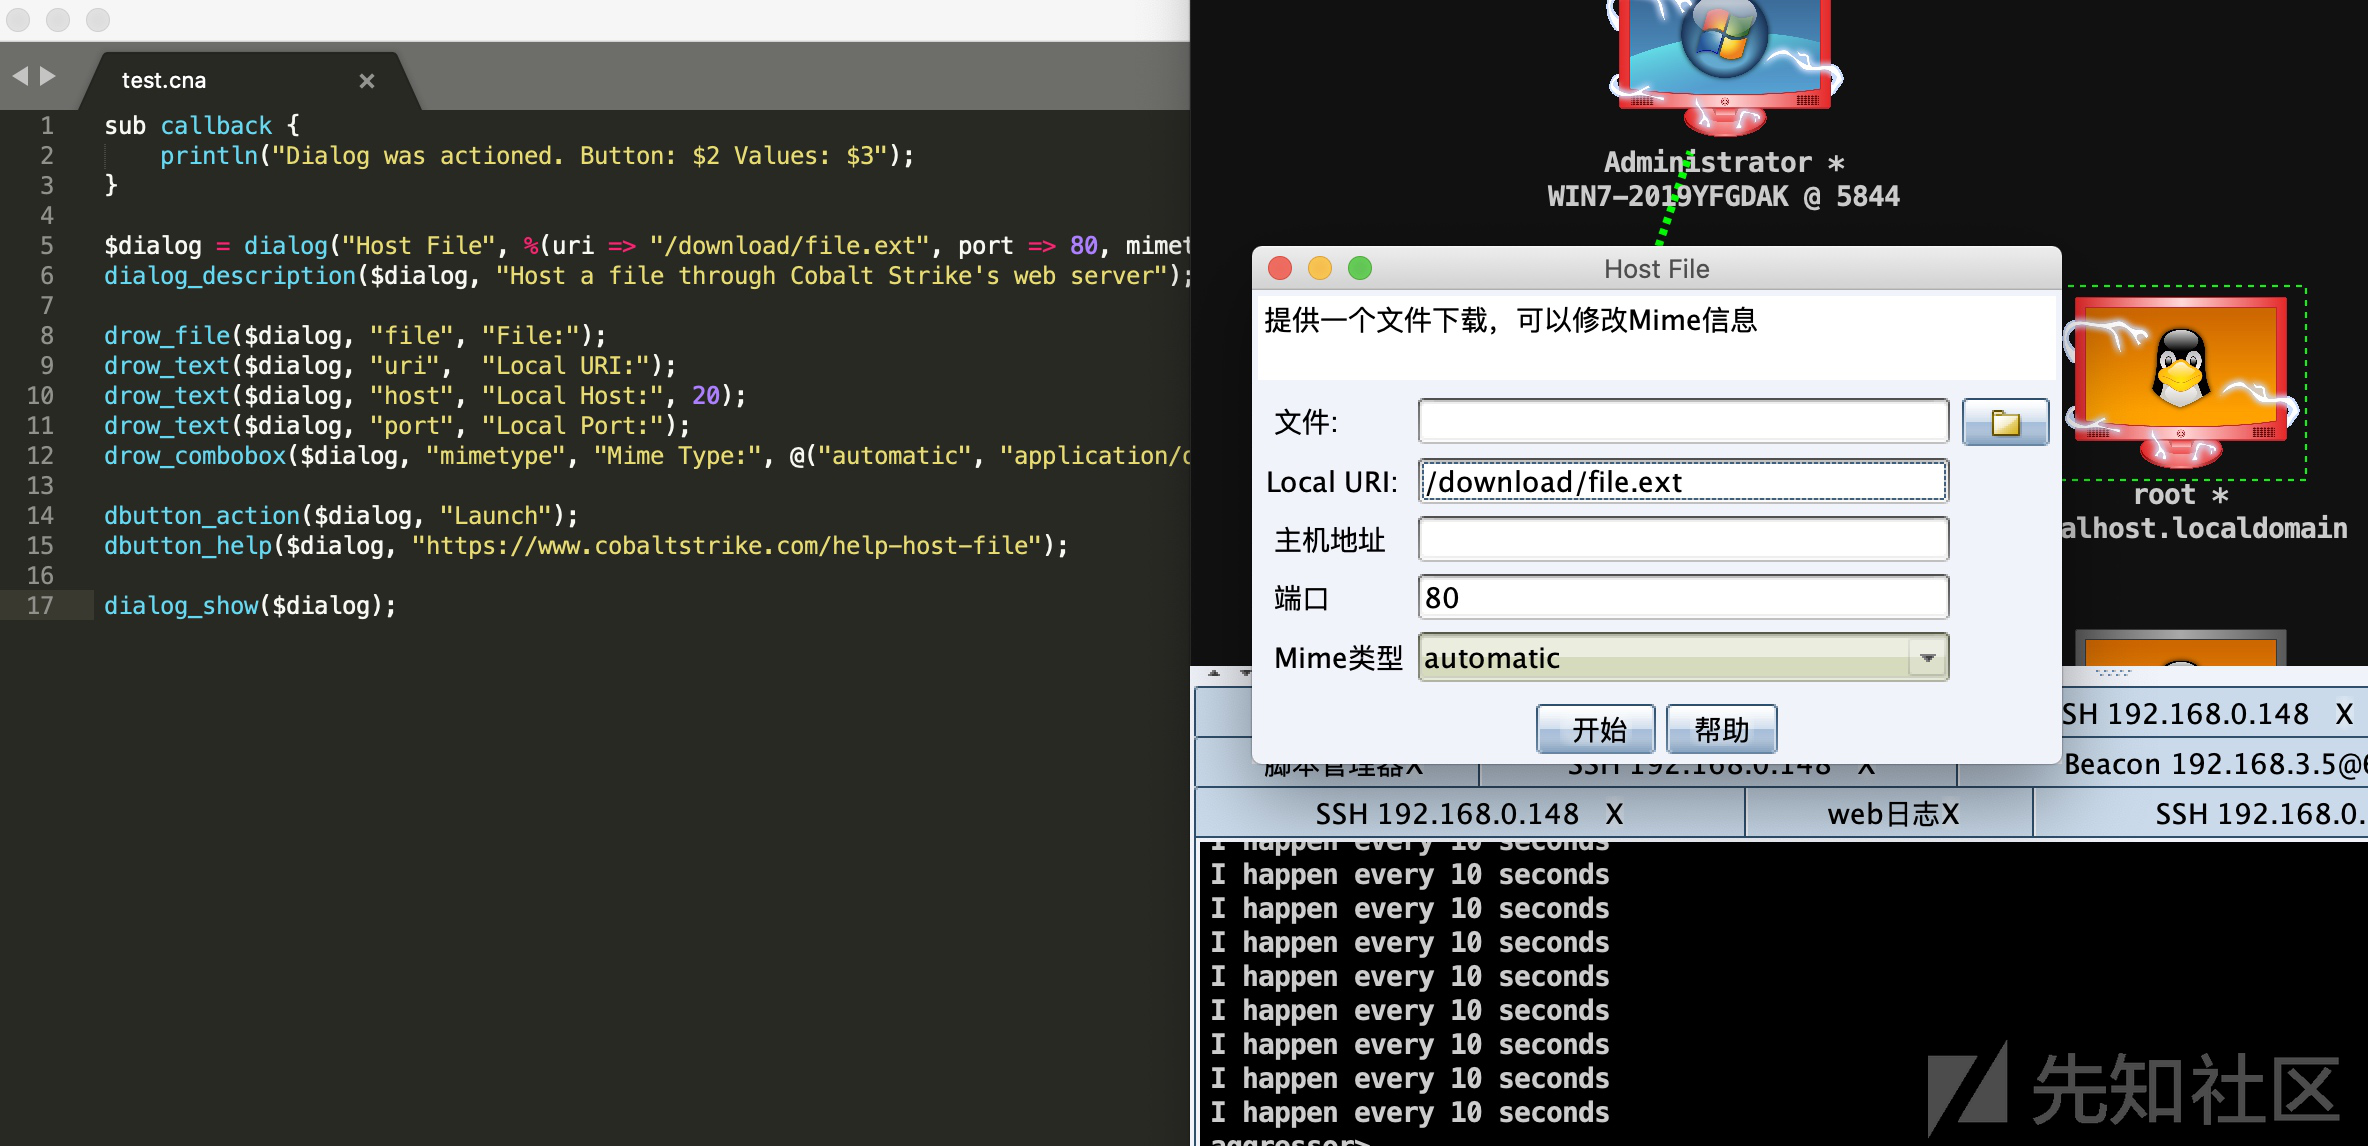 test.cna ×
1 sub callback {
2     println("Dialog was actioned. Button: $2 Values: $3");
3 }
4
5 $dialog = dialog("Host File", %(uri => "/download/file.ext", port => 80, mimet
6 dialog_description($dialog, "Host a file through Cobalt Strike's web server");
7
8 drow_file($dialog, "file", "File:");
9 drow_text($dialog, "uri",  "Local URI:");
10 drow_text($dialog, "host", "Local Host:", 20);
11 drow_text($dialog, "port", "Local Port:");
12 drow_combobox($dialog, "mimetype", "Mime Type:", @("automatic", "application/
13
14 dbutton_action($dialog, "Launch");
15 dbutton_help($dialog, "https://www.cobaltstrike.com/help-host-file");
16
17 dialog_show($dialog);
Administrator *
WIN7-2019YFGDAK @ 5844
root *
alhost.localdomain
Host File
提供一个文件下载，可以修改Mime信息
文件:
Local URI: /download/file.ext
主机地址
端口 80
Mime类型 automatic
开始 帮助
SH 192.168.0.148 X
脚本管理器X SSH 192.168.0.148 X Beacon 192.168.3.5@
SSH 192.168.0.148 X web日志X SSH 192.168.0.
I happen every 10 seconds
I happen every 10 seconds
I happen every 10 seconds
I happen every 10 seconds
I happen every 10 seconds
I happen every 10 seconds
I happen every 10 seconds
I happen every 10 seconds
I happen every 10 seconds
aggressor>
先知社区